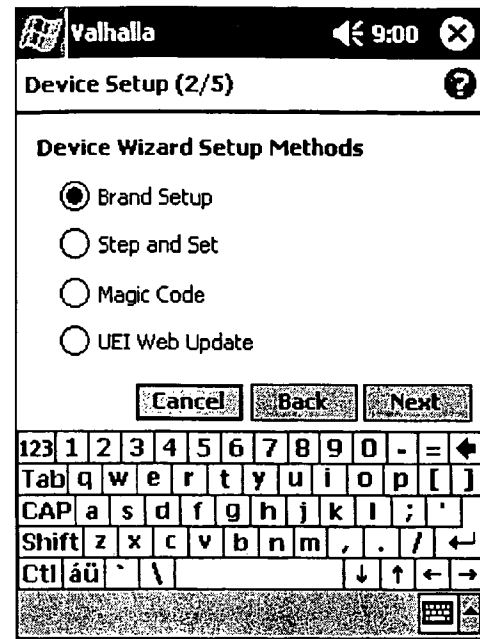 Valhalla 9:00
Device Setup (2/5)
Device Wizard Setup Methods
Brand Setup
Step and Set
Magic Code
UEI Web Update
Cancel Back Next
123 1 2 3 4 5 6 7 8 9 0 - =
Tab q w e r t y u i o p [ ]
CAP a s d f g h j k l ; '
Shift z x c v b n m , . /
Ctl áü ` \